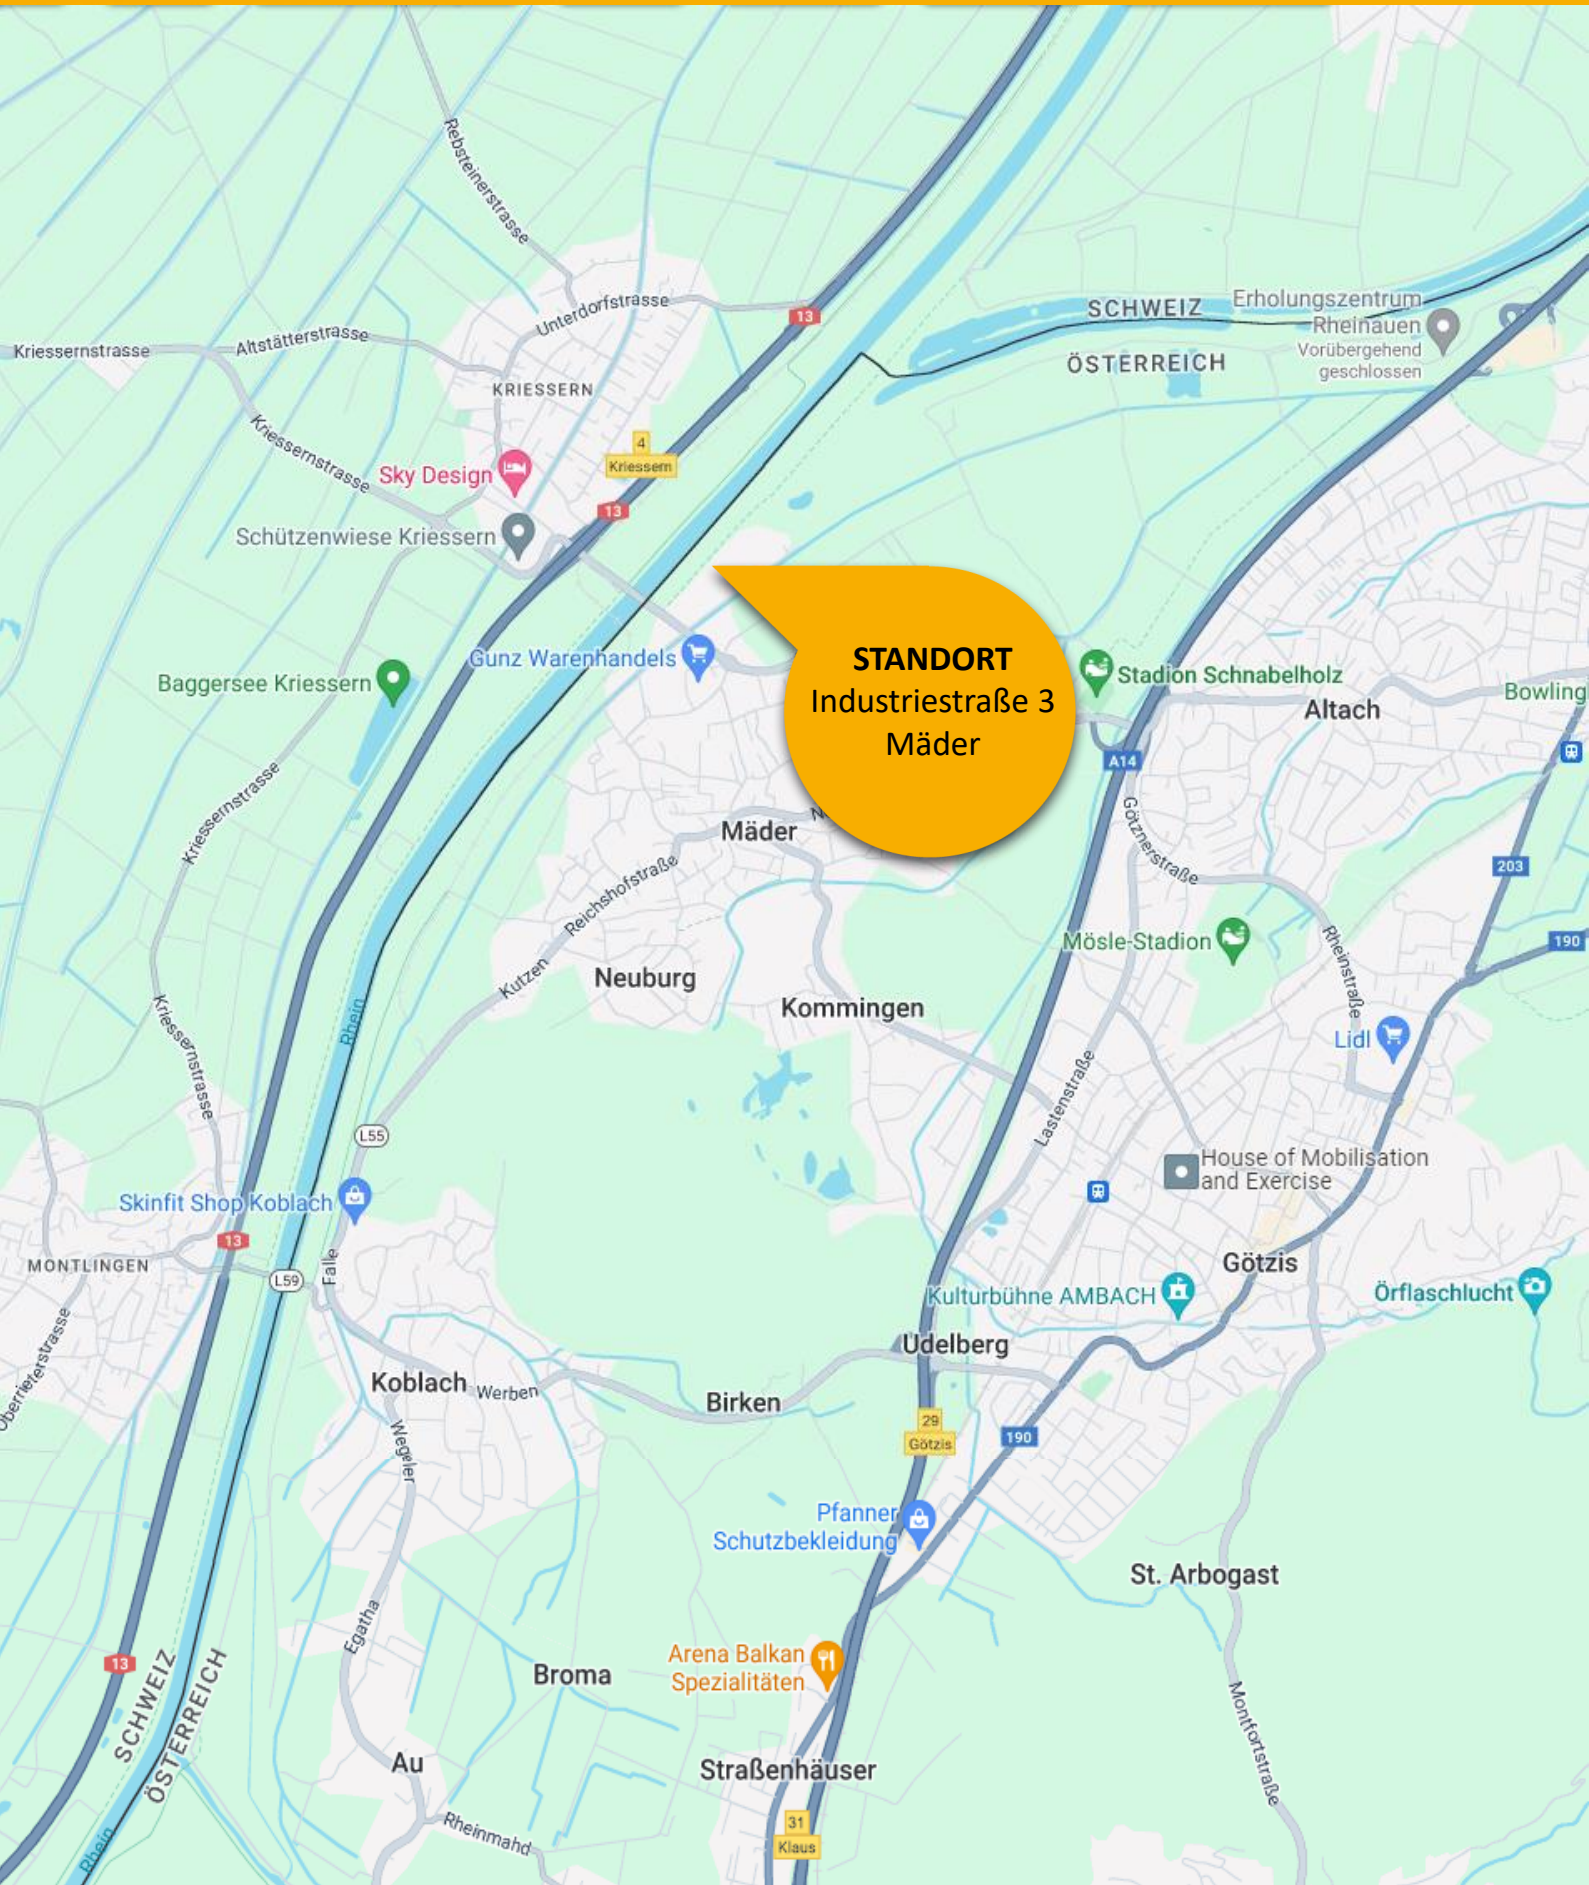 Rebsteinerstrasse
Unterdorfstrasse
13
SCHWEIZ
Erholungszentrum
Rheinauen
Vorübergehend
geschlossen
Kriessernstrasse
Altstätterstrasse
ÖSTERREICH
KRIESSERN
Kriessernstrasse
4
Kriessern
Sky Design
13
Schützenwiese Kriessern
STANDORT
Industriestraße 3
Mäder
Gunz Warenhandels
Baggersee Kriessern
Stadion Schnabelholz
Altach
Bowling
A14
Kriessernstrasse
Mäder
N
Götznerstraße
203
Reichshofstraße
190
Mösle-Stadion
Rheinstraße
Kutzen
Neuburg
Kommingen
Rhein
Kriessernstrasse
Lidl
Lastenstraße
L55
House of Mobilisation
and Exercise
Skinfit Shop Koblach
13
MONTLINGEN
L59
Falle
Götzis
Kulturbühne AMBACH
Örflaschlucht
Oberrieterstrasse
Udelberg
Koblach
Werben
Birken
29
Götzis
190
Wegeler
Pfanner
Schutzbekleidung
St. Arbogast
Egatha
Arena Balkan
Spezialitäten
13
Broma
SCHWEIZ
ÖSTERREICH
Montfortstraße
Au
Straßenhäuser
Rheinmahd
31
Klaus
Rhein